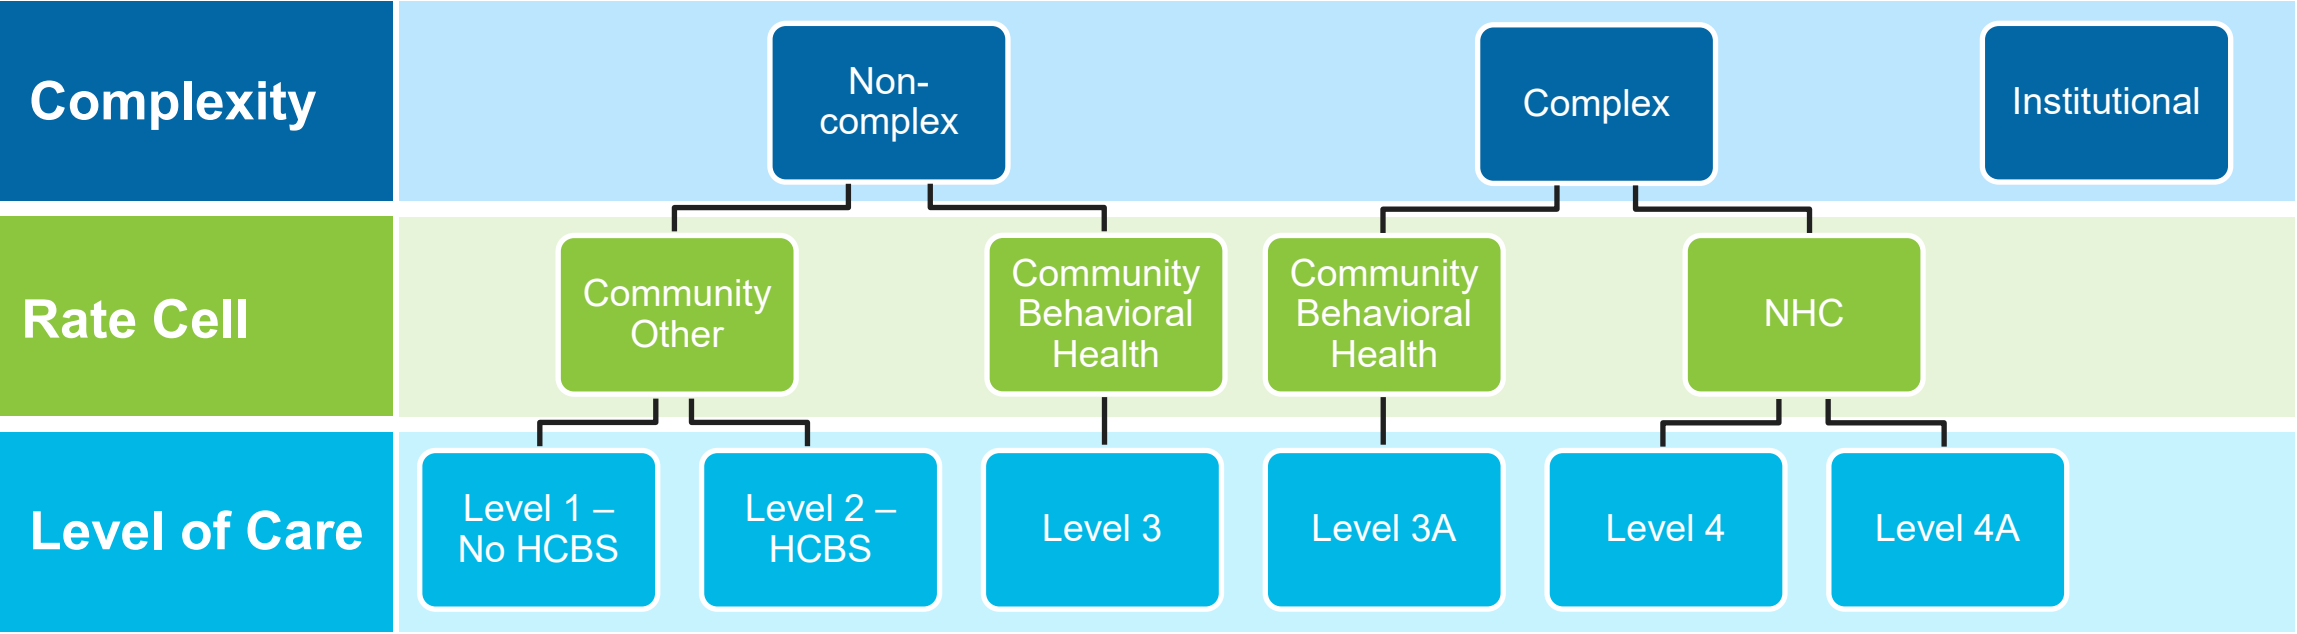 Complexity
Non-
complex
Complex
Institutional
Rate Cell
Community
Other
Community
Behavioral
Health
Community
Behavioral
Health
NHC
Level of Care
Level 1 –
No HCBS
Level 2 –
HCBS
Level 3
Level 3A
Level 4
Level 4A